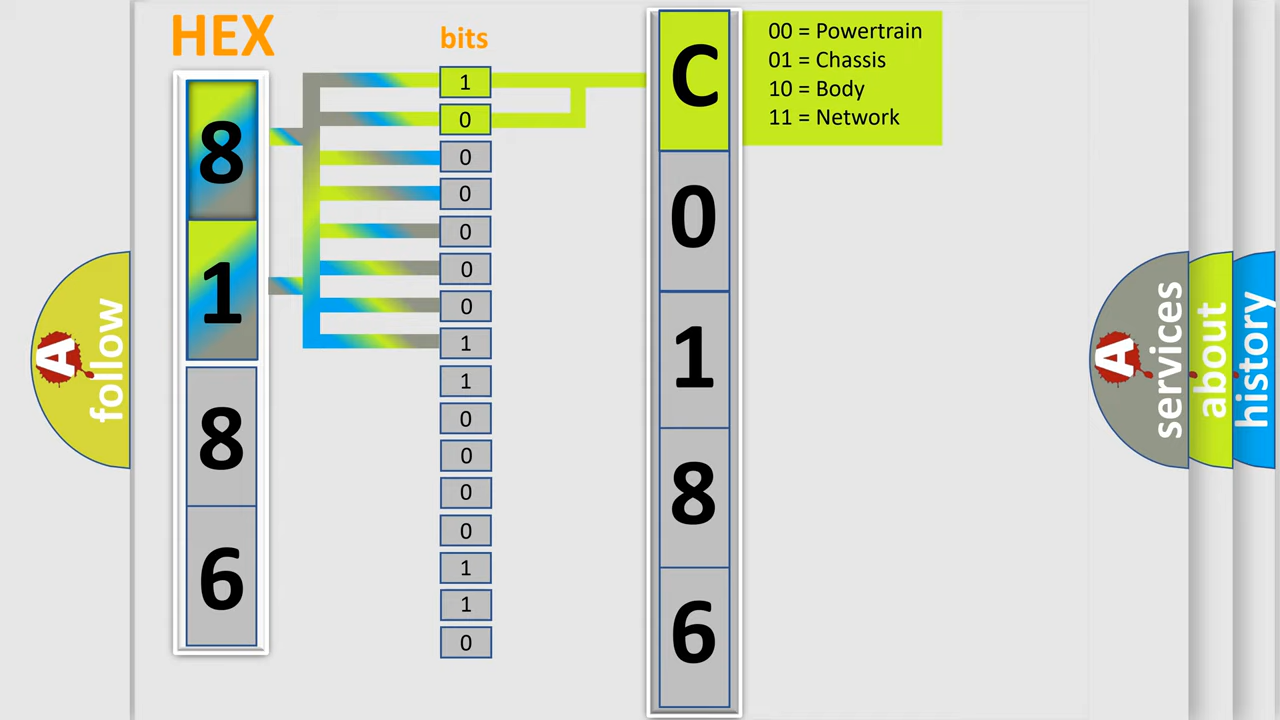 HEX
bits
8
1
8
6
1
0
0
0
0
0
0
1
1
0
0
0
0
1
1
0
C
0
1
8
6
00 = Powertrain
01 = Chassis
10 = Body
11 = Network
A
follow
A
services
about
history